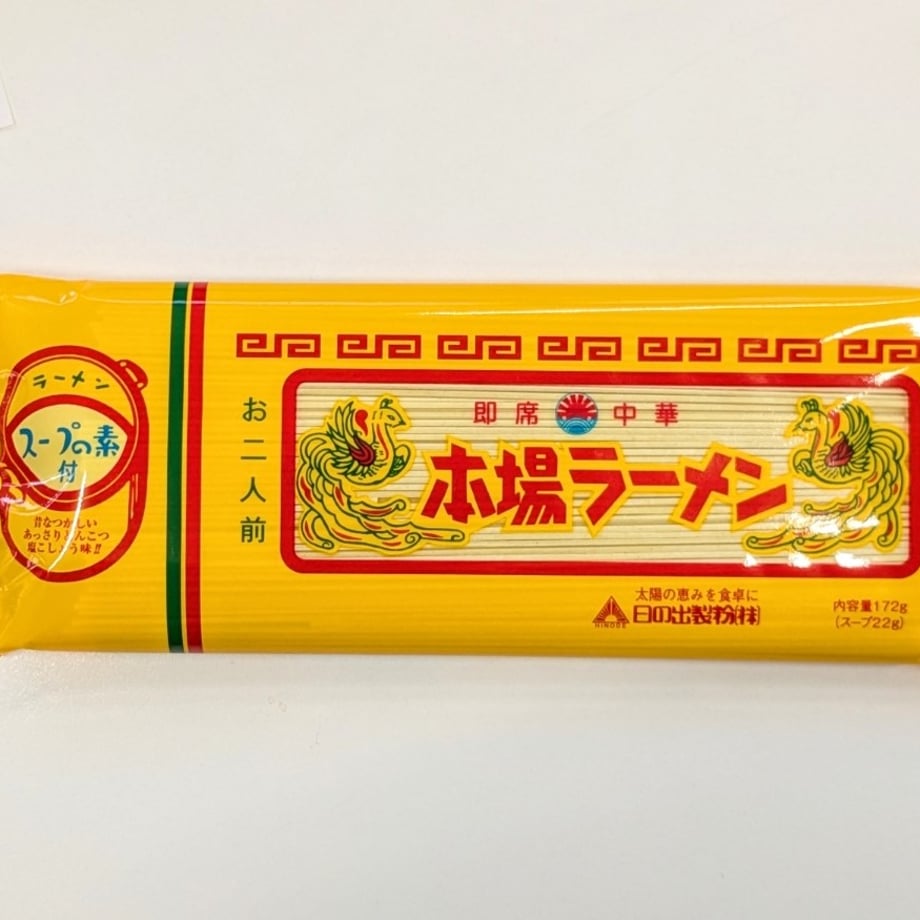 ラーメン
スープの素
付
昔なつかしい
あっさりとんこつ
塩こしょう味!!
お二人前
即席 中華
本場ラーメン
太陽の恵みを食卓に
HINODE
日の出製粉(株)
内容量172g
(スープ22g)